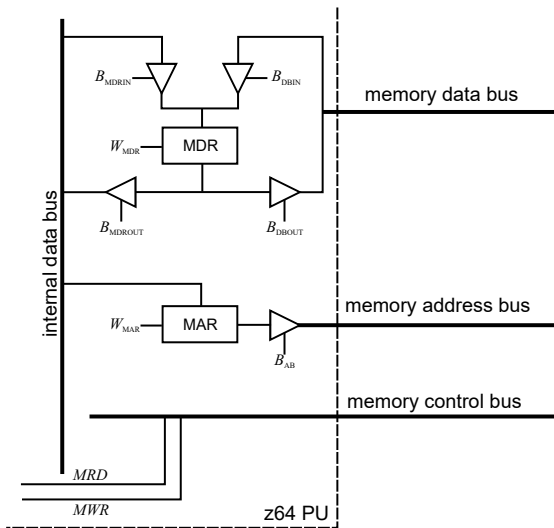 B_MDRIN
B_DBIN
memory data bus
W_MDR
MDR
B_MDROUT
B_DBOUT
internal data bus
memory address bus
W_MAR
MAR
B_AB
memory control bus
MRD
MWR
z64 PU